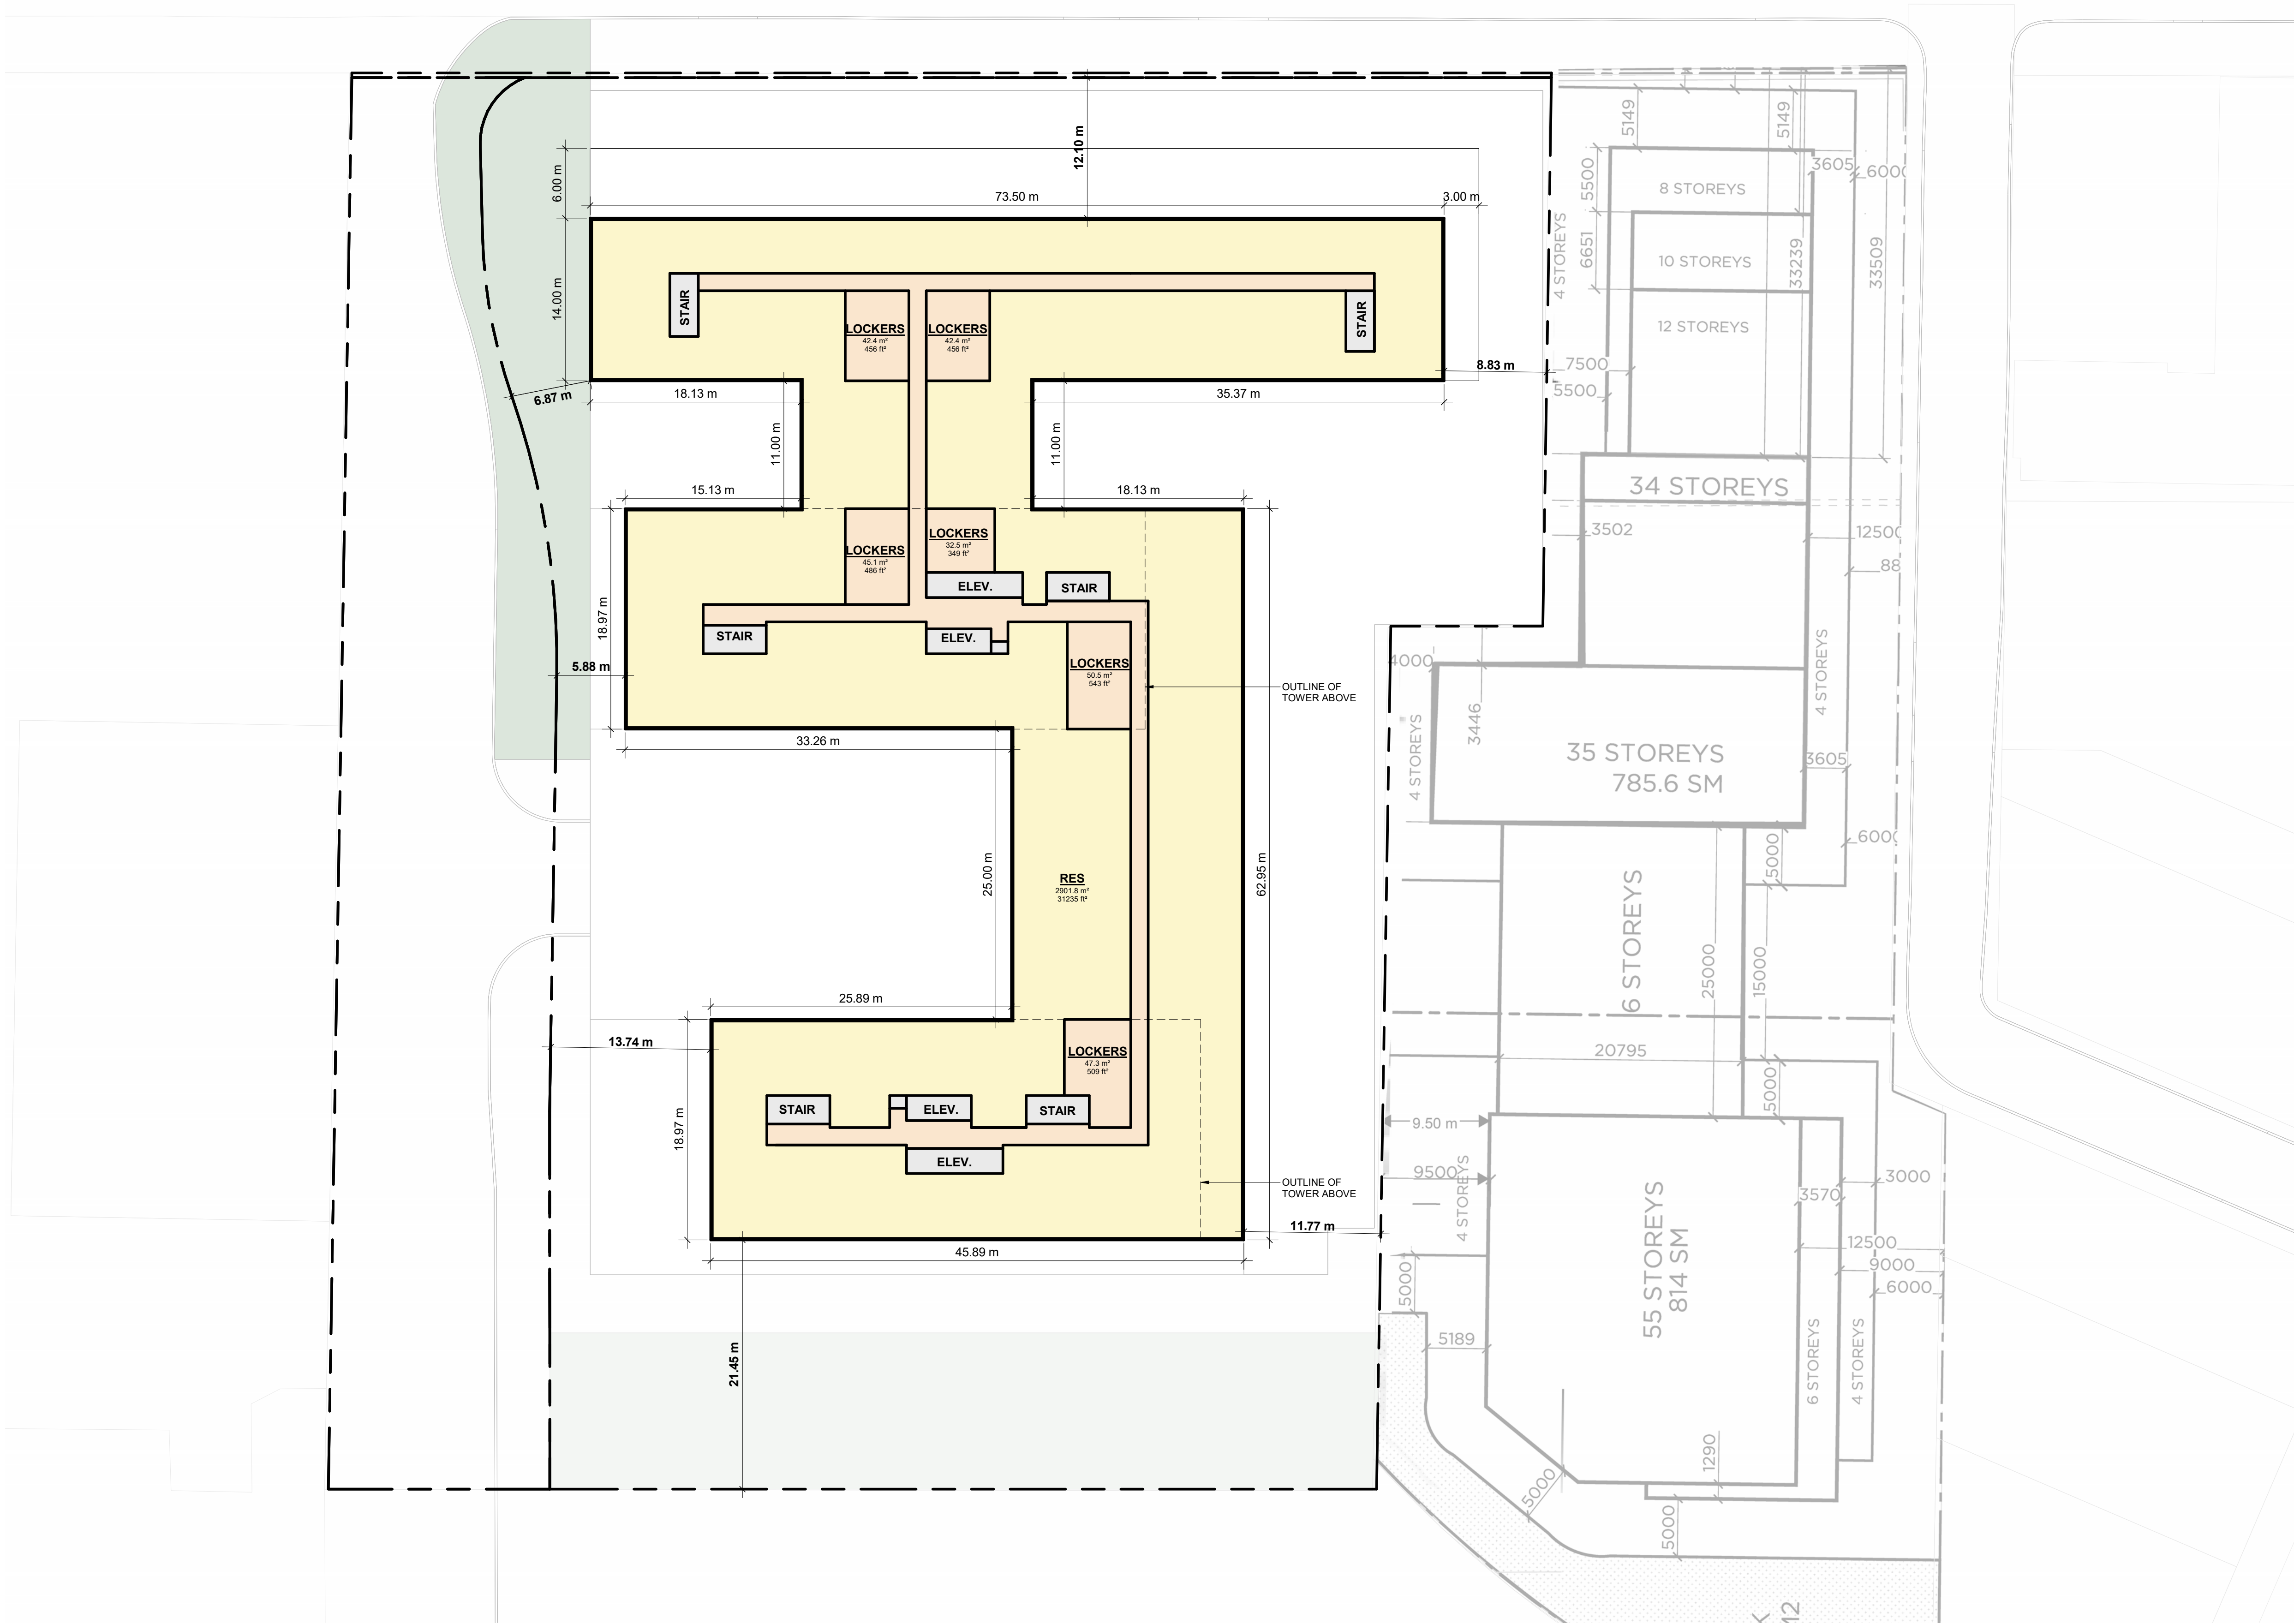 12.10 m
5149
5149
6.00 m
3605
6000
5500
8 STOREYS
73.50 m
3.00 m
4 STOREYS
6651
10 STOREYS
33239
33509
14.00 m
STAIR
STAIR
LOCKERS
42.4 m²
456 ft²
LOCKERS
42.4 m²
456 ft²
12 STOREYS
8.83 m
7500
5500
6.87 m
18.13 m
35.37 m
11.00 m
11.00 m
15.13 m
18.13 m
34 STOREYS
3502
12500
88
LOCKERS
32.5 m²
349 ft²
LOCKERS
45.1 m²
486 ft²
ELEV.
STAIR
18.97 m
STAIR
ELEV.
5.88 m
LOCKERS
50.5 m²
543 ft²
OUTLINE OF
TOWER ABOVE
4000
3446
4 STOREYS
4 STOREYS
33.26 m
35 STOREYS
785.6 SM
3605
6000
5000
25.00 m
RES
2901.8 m²
31235 ft²
62.95 m
6 STOREYS
25000
15000
25.89 m
13.74 m
LOCKERS
47.3 m²
509 ft²
20795
5000
18.97 m
STAIR
ELEV.
STAIR
ELEV.
9.50 m
9500
4 STOREYS
OUTLINE OF
TOWER ABOVE
3000
3570
11.77 m
45.89 m
12500
9000
6000
5000
55 STOREYS
814 SM
21.45 m
5189
6 STOREYS
4 STOREYS
1290
5000
5000